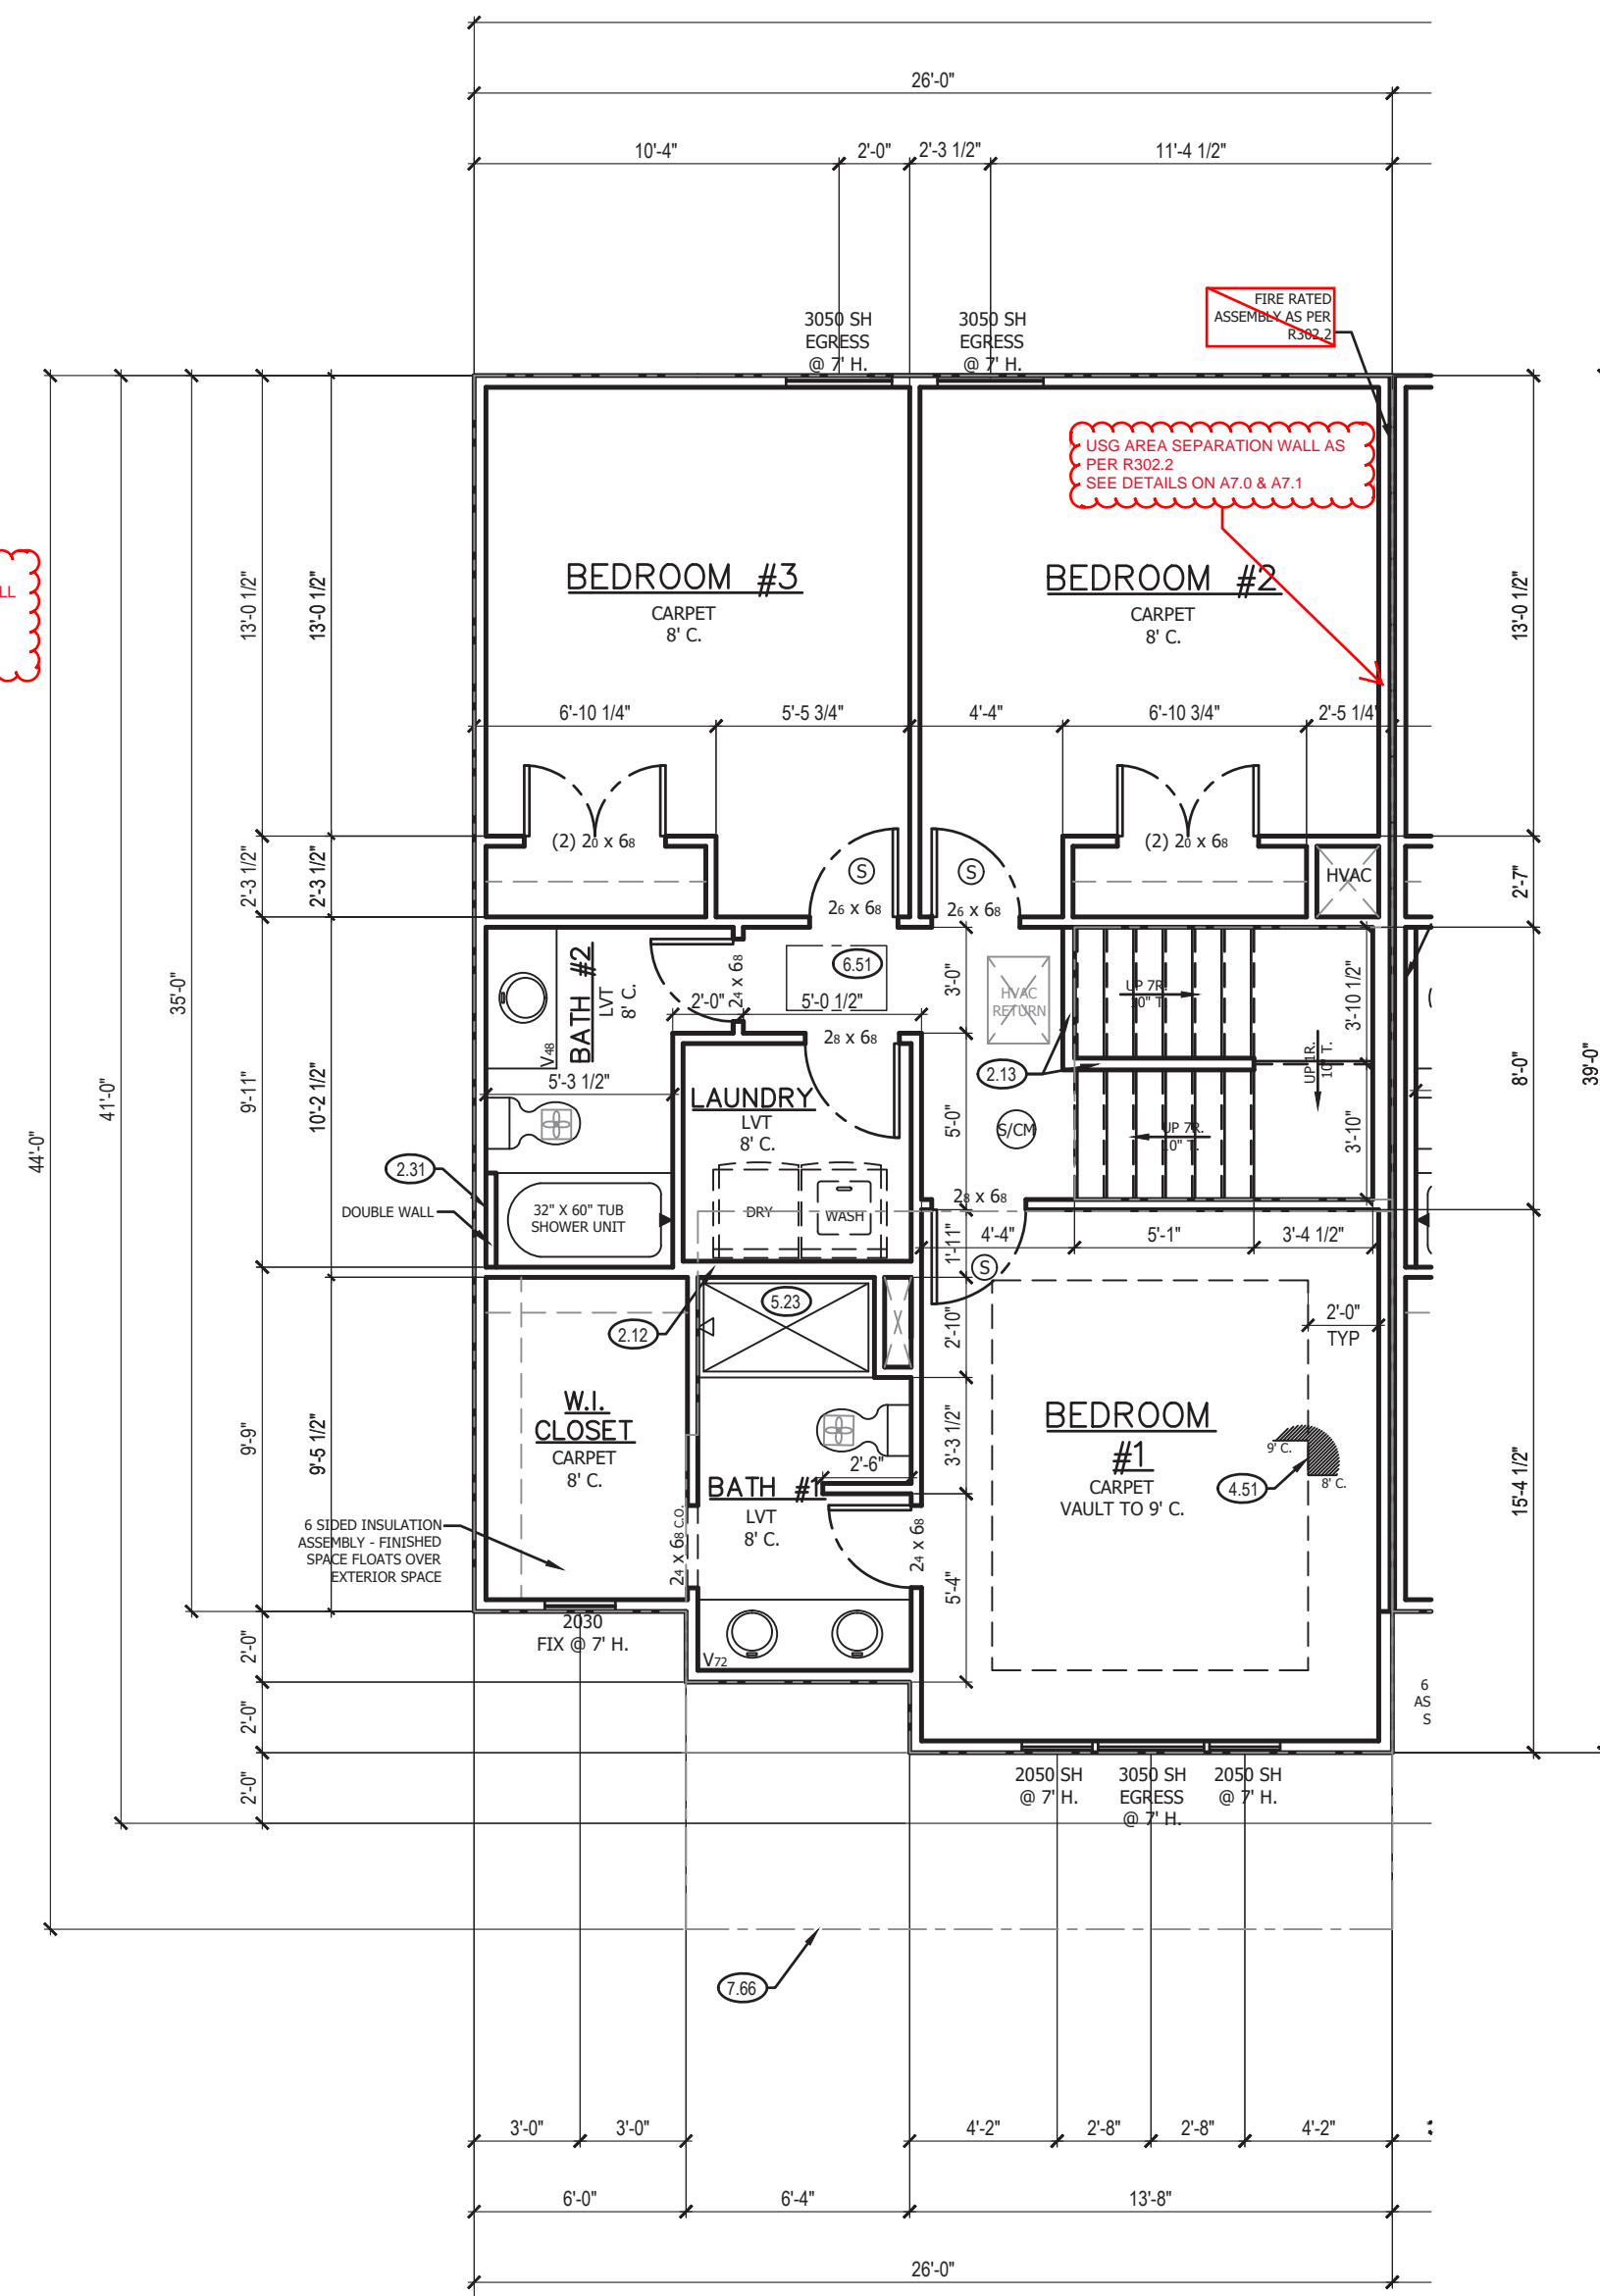 26'-0"
10'-4"
2'-0"
2'-3 1/2"
11'-4 1/2"
3050 SH
EGRESS
@ 7' H.
3050 SH
EGRESS
@ 7' H.
FIRE RATED
ASSEMBLY AS PER
R302.2
USG AREA SEPARATION WALL AS
PER R302.2
SEE DETAILS ON A7.0 & A7.1
LL
BEDROOM #3
CARPET
8' C.
BEDROOM #2
CARPET
8' C.
13'-0 1/2"
13'-0 1/2"
13'-0 1/2"
6'-10 1/4"
5'-5 3/4"
4'-4"
6'-10 3/4"
2'-5 1/4"
(2) 20 x 68
(2) 20 x 68
2'-3 1/2"
2'-3 1/2"
2'-7"
HVAC
S
S
26 x 68
26 x 68
35'-0"
41'-0"
44'-0"
39'-0"
BATH #2
LVT
8' C.
V48
24 x 68
6.51
2'-0"
5'-0 1/2"
28 x 68
3'-0"
HVAC
RETURN
UP 7R.
10" T.
3'-10 1/2"
UP 1R.
10" T.
8'-0"
2.13
9'-11"
10'-2 1/2"
5'-3 1/2"
LAUNDRY
LVT
8' C.
5'-0"
S/CM
UP 7R.
10" T.
3'-10"
2.31
DOUBLE WALL
32" X 60" TUB
SHOWER UNIT
DRY
WASH
28 x 68
1'-11"
4'-4"
5'-1"
3'-4 1/2"
S
5.23
2.12
2'-10"
2'-0"
TYP
W.I.
CLOSET
CARPET
8' C.
9'-9"
9'-5 1/2"
3'-3 1/2"
2'-6"
BATH #1
LVT
8' C.
BEDROOM
#1
CARPET
VAULT TO 9' C.
9' C.
8' C.
4.51
15'-4 1/2"
6 SIDED INSULATION
ASSEMBLY - FINISHED
SPACE FLOATS OVER
EXTERIOR SPACE
24 x 68 C.O.
24 x 68
5'-4"
2030
FIX @ 7' H.
V72
2'-0"
2'-0"
2'-0"
6
AS
S
2050 SH
@ 7' H.
3050 SH
EGRESS
@ 7' H.
2050 SH
@ 7' H.
7.66
3'-0"
3'-0"
4'-2"
2'-8"
2'-8"
4'-2"
6'-0"
6'-4"
13'-8"
26'-0"